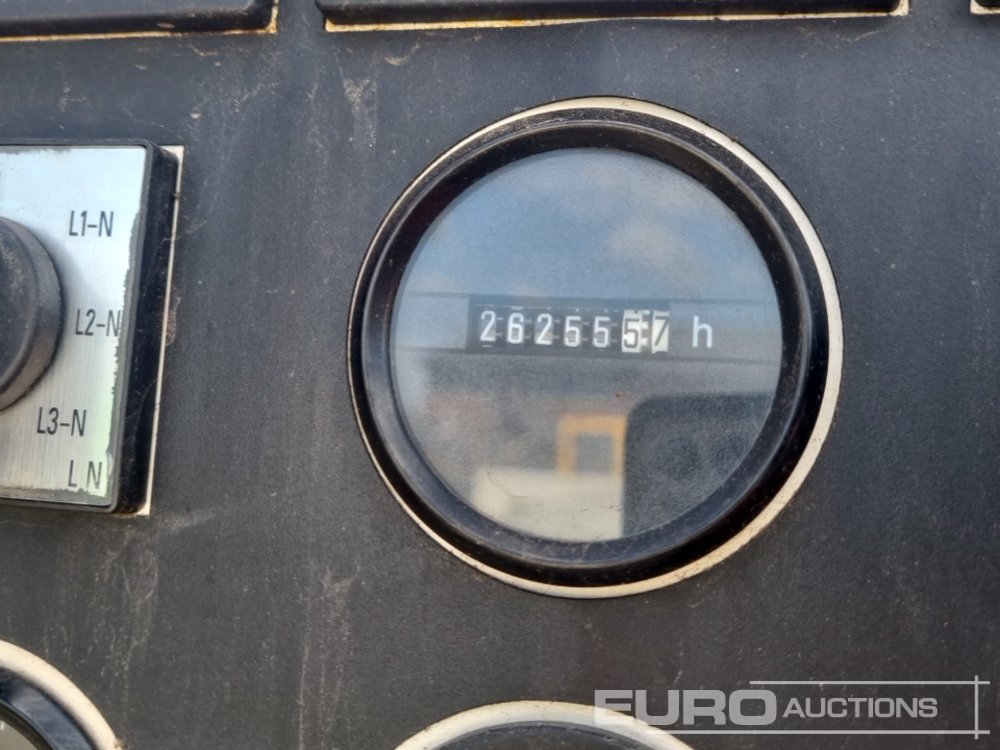 L1-N
L2-N
L3-N
L N
2625557 h
EURO AUCTIONS